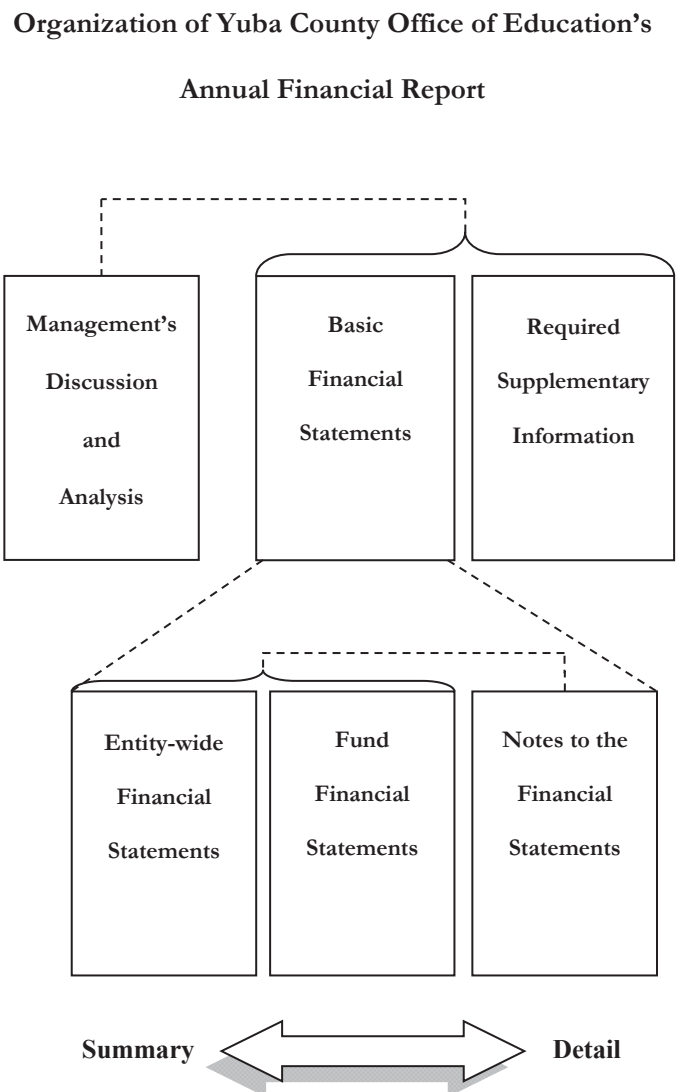 Organization of Yuba County Office of Education’s
Annual Financial Report
Management’s
Discussion
and
Analysis
Basic
Financial
Statements
Required
Supplementary
Information
Entity-wide
Financial
Statements
Fund
Financial
Statements
Notes to the
Financial
Statements
Summary
Detail